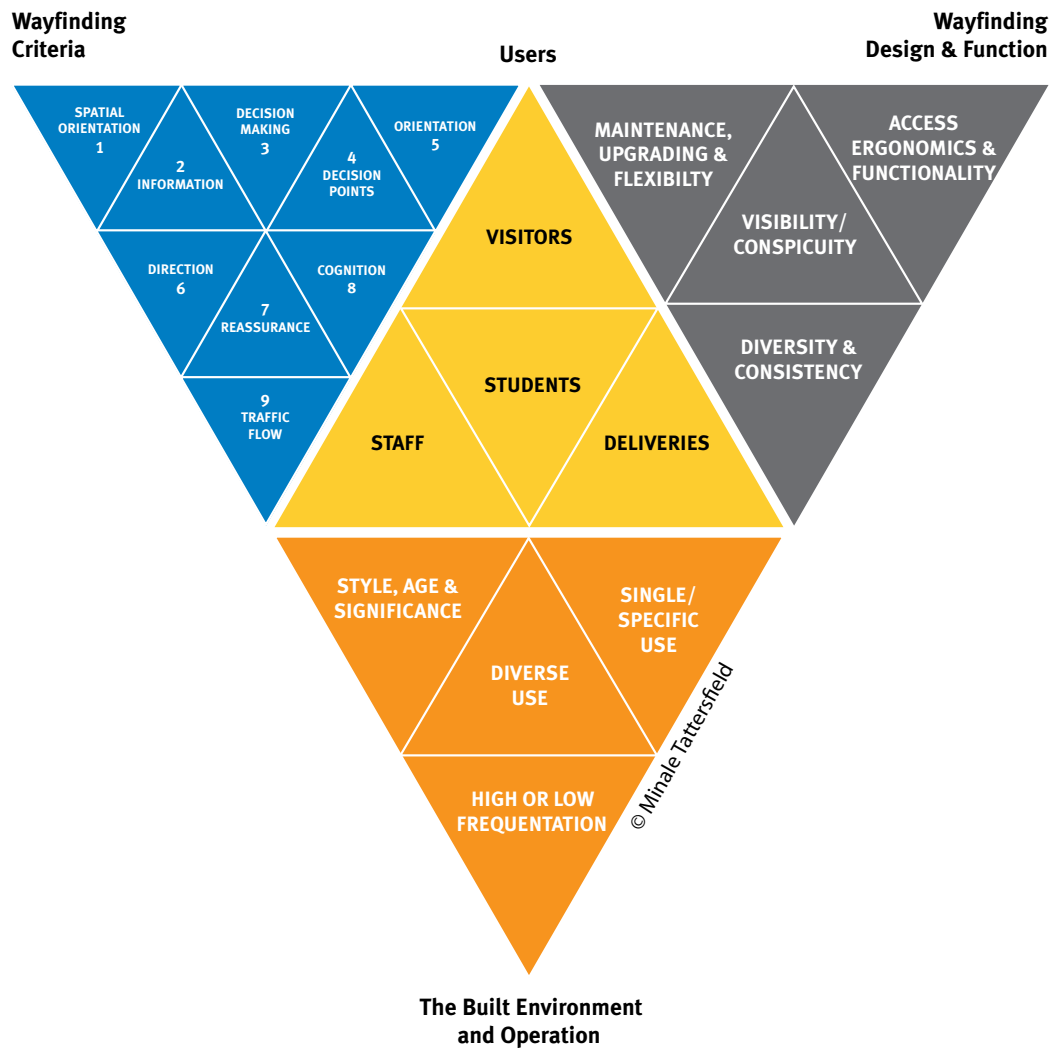 Wayfinding
Criteria
Users
Wayfinding
Design & Function
SPATIAL
ORIENTATION
1
2
INFORMATION
DECISION
MAKING
3
4
DECISION
POINTS
ORIENTATION
5
DIRECTION
6
7
REASSURANCE
COGNITION
8
9
TRAFFIC
FLOW
VISITORS
STAFF
STUDENTS
DELIVERIES
MAINTENANCE,
UPGRADING &
FLEXIBILTY
VISIBILITY/
CONSPICUITY
ACCESS
ERGONOMICS &
FUNCTIONALITY
DIVERSITY &
CONSISTENCY
STYLE, AGE &
SIGNIFICANCE
DIVERSE
USE
SINGLE/
SPECIFIC
USE
HIGH OR LOW
FREQUENTATION
© Minale Tattersfield
The Built Environment
and Operation